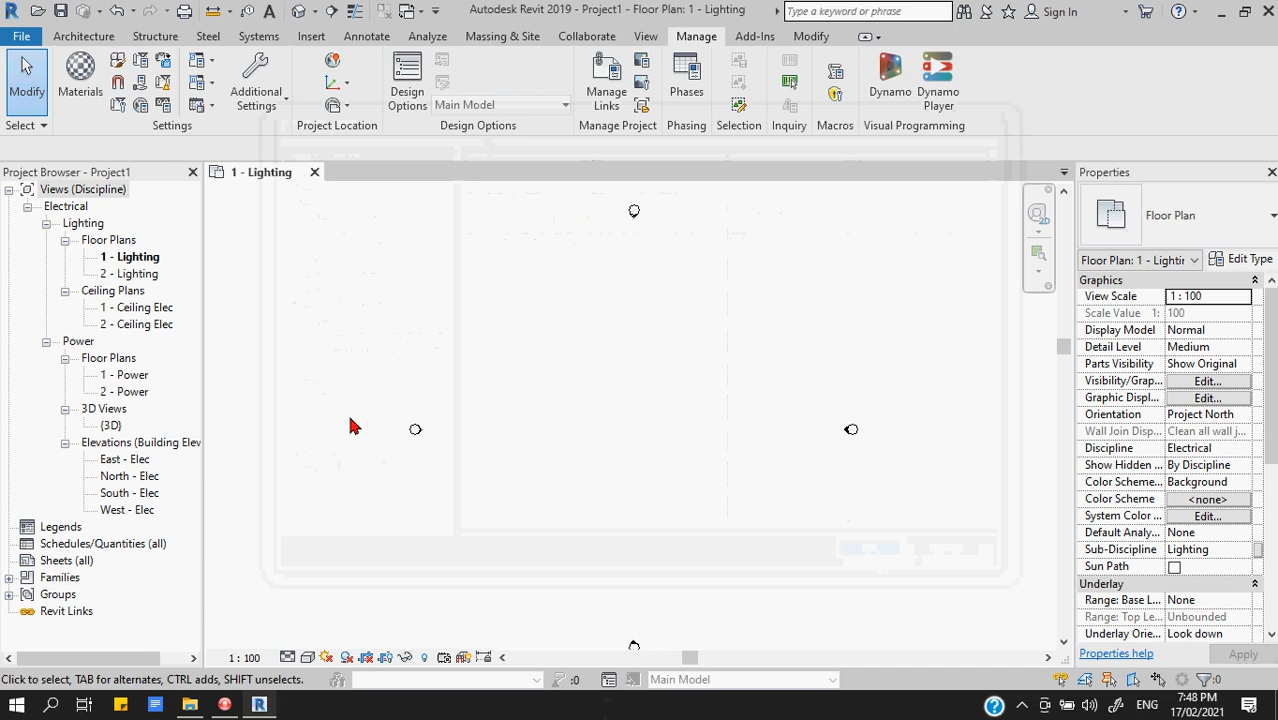 Autodesk Revit 2019 - Project1 - Floor Plan: 1 - Lighting
Type a keyword or phrase
Sign In
File
Architecture
Structure
Steel
Systems
Insert
Annotate
Analyze
Massing & Site
Collaborate
View
Manage
Add-Ins
Modify
Modify
Materials
Additional
Settings
Design
Options
Main Model
Manage
Links
Phases
Dynamo
Dynamo
Player
Select
Settings
Project Location
Design Options
Manage Project
Phasing
Selection
Inquiry
Macros
Visual Programming
Project Browser - Project1
1 - Lighting
Properties
Views (Discipline)
Electrical
Lighting
Floor Plans
1 - Lighting
2 - Lighting
Ceiling Plans
1 - Ceiling Elec
2 - Ceiling Elec
Power
Floor Plans
1 - Power
2 - Power
3D Views
{3D}
Elevations (Building Elev
East - Elec
North - Elec
South - Elec
West - Elec
Legends
Schedules/Quantities (all)
Sheets (all)
Families
Groups
Revit Links
2D
Floor Plan
Floor Plan: 1 - Lightir
Edit Type
Graphics
View Scale 1 : 100
Scale Value 1: 100
Display Model Normal
Detail Level Medium
Parts Visibility Show Original
Visibility/Grap... Edit...
Graphic Displ... Edit...
Orientation Project North
Wall Join Disp... Clean all wall j...
Discipline Electrical
Show Hidden ... By Discipline
Color Scheme... Background
Color Scheme <none>
System Color ... Edit...
Default Analy... None
Sub-Discipline Lighting
Sun Path
Underlay
Range: Base L... None
Range: Top Le... Unbounded
Underlay Orie... Look down
Properties help
Apply
1 : 100
Click to select, TAB for alternates, CTRL adds, SHIFT unselects.
:0
Main Model
:0
ENG
7:48 PM
17/02/2021